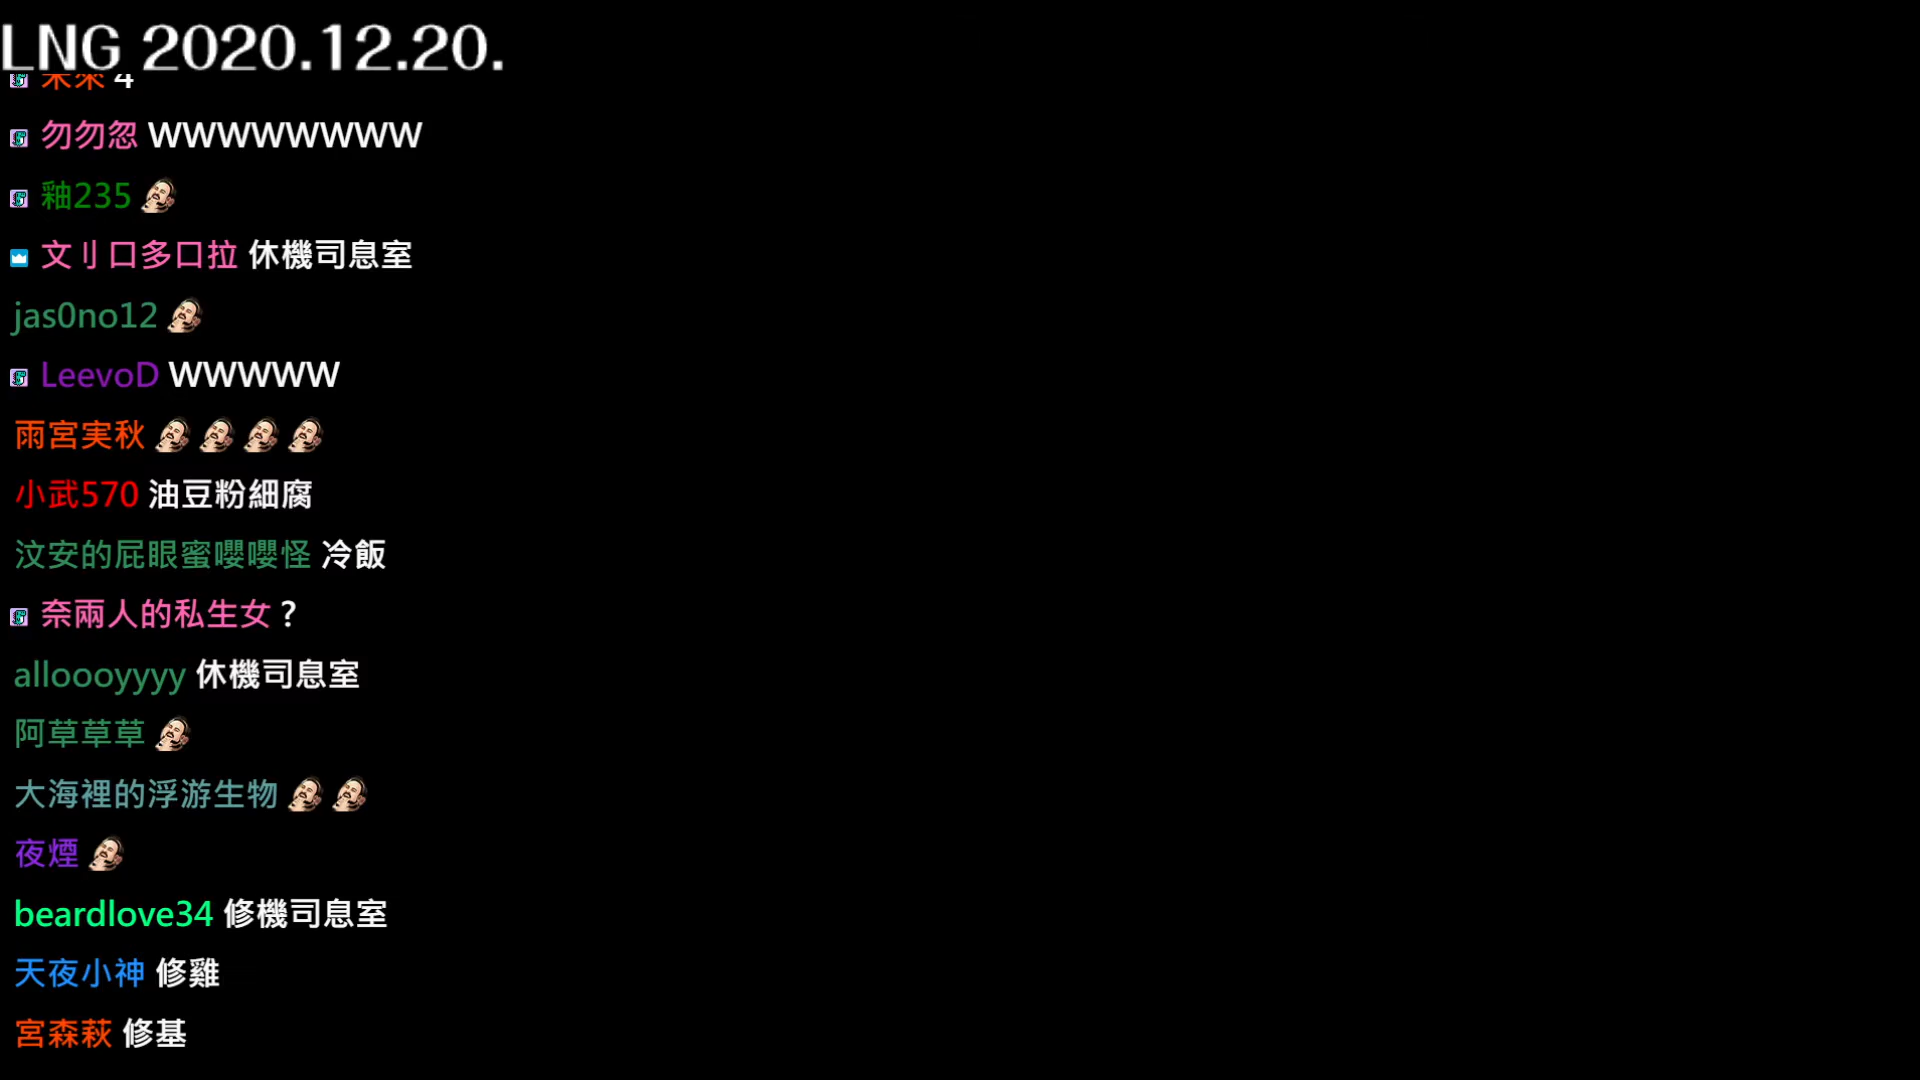 LNG 2020.12.20.
未來 4
勿勿忽 WWWWWWWW
釉235
文刂口多口拉 休機司息室
jas0no12
LeevoD WWWWW
雨宮実秋
小武570 油豆粉細腐
汶安的屁眼蜜嚶嚶怪 冷飯
奈兩人的私生女 ?
alloooyyyy 休機司息室
阿草草草
大海裡的浮游生物
夜煙
beardlove34 修機司息室
天夜小神 修雞
宮森萩 修基